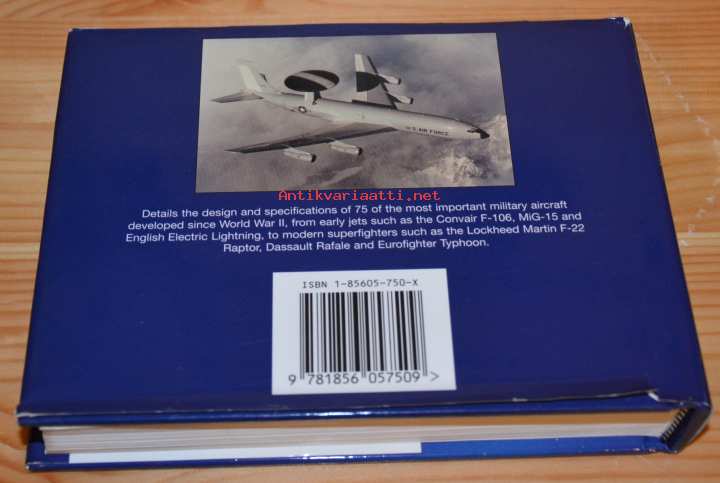 U.S. AIR FORCE
Antikvariaatti.net
Details the design and specifications of 75 of the most important military aircraft
developed since World War II, from early jets such as the Convair F-106, MiG-15 and
English Electric Lightning, to modern superfighters such as the Lockheed Martin F-22
Raptor, Dassault Rafale and Eurofighter Typhoon.
ISBN 1-85605-750-X
9 781856 057509 >